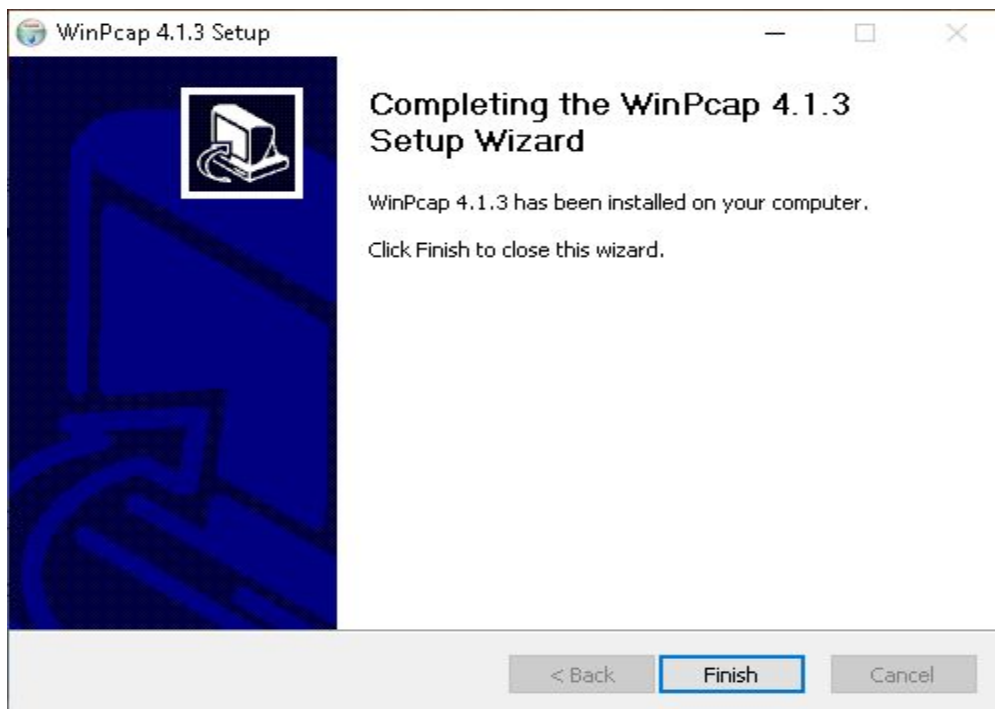 WinPcap 4.1.3 Setup
Completing the WinPcap 4.1.3
Setup Wizard
WinPcap 4.1.3 has been installed on your computer.
Click Finish to close this wizard.
< Back
Finish
Cancel